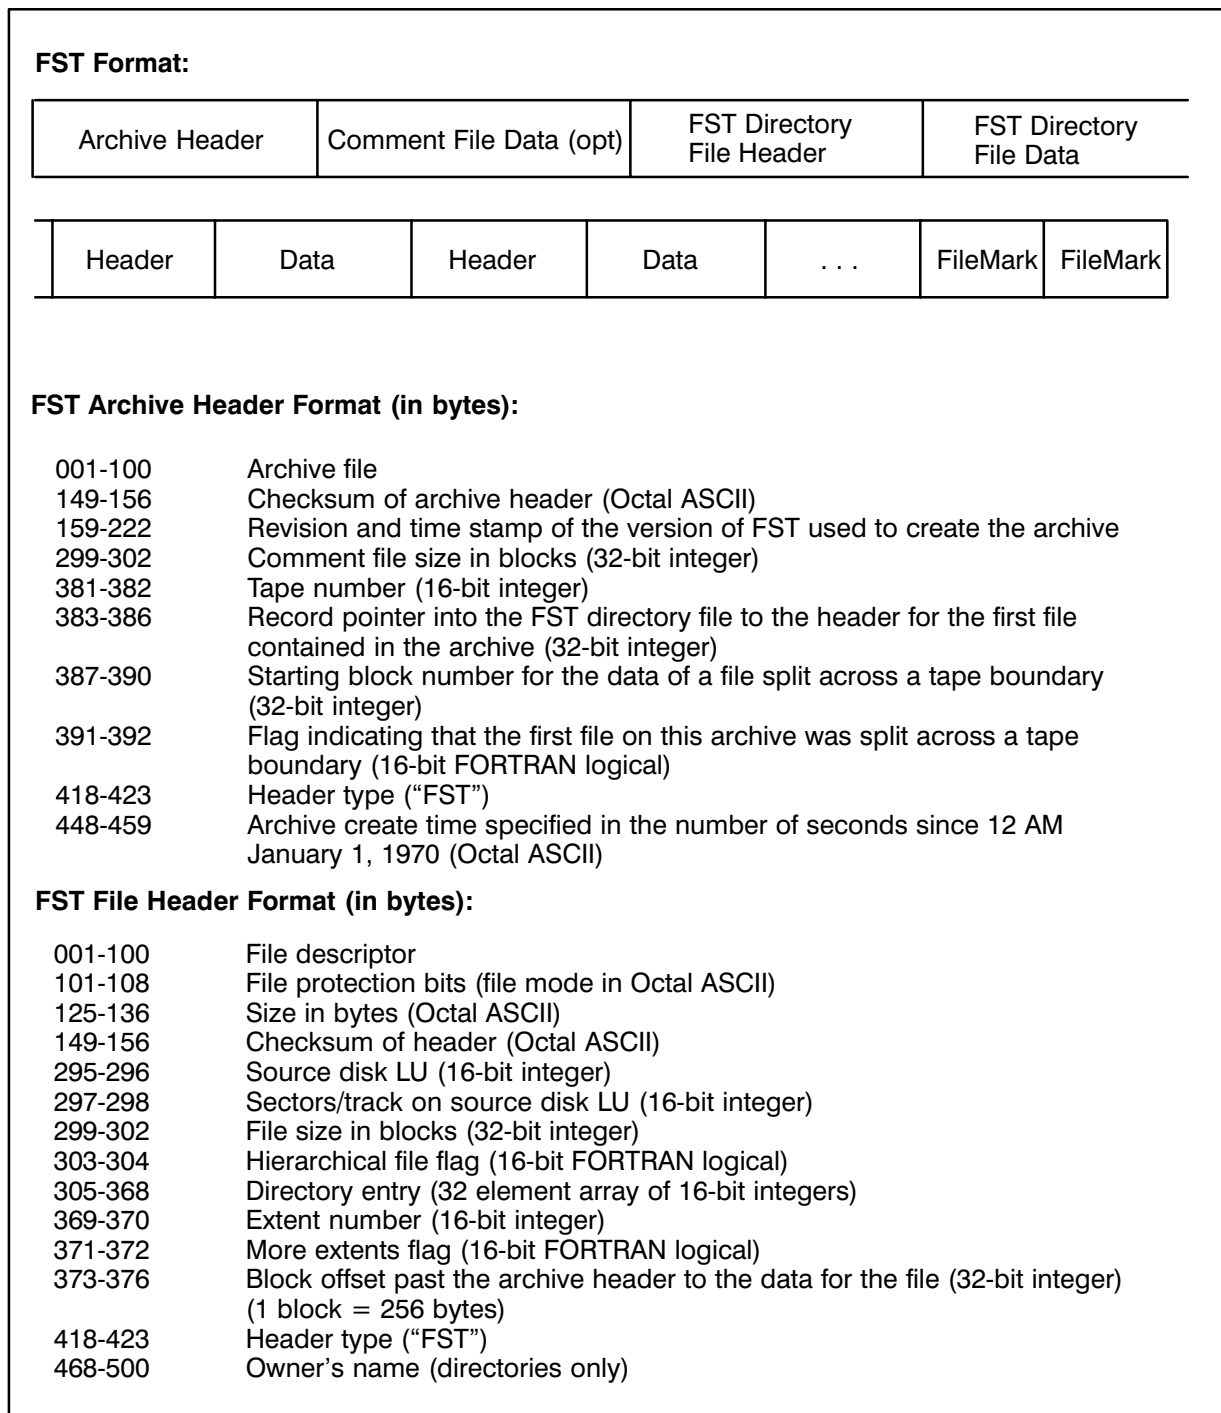 FST Format:
Archive Header
Comment File Data (opt)
FST Directory
File Header
FST Directory
File Data
Header
Data
Header
Data
. . .
FileMark
FileMark
FST Archive Header Format (in bytes):
001-100 Archive file
149-156 Checksum of archive header (Octal ASCII)
159-222 Revision and time stamp of the version of FST used to create the archive
299-302 Comment file size in blocks (32-bit integer)
381-382 Tape number (16-bit integer)
383-386 Record pointer into the FST directory file to the header for the first file
contained in the archive (32-bit integer)
387-390 Starting block number for the data of a file split across a tape boundary
(32-bit integer)
391-392 Flag indicating that the first file on this archive was split across a tape
boundary (16-bit FORTRAN logical)
418-423 Header type (“FST”)
448-459 Archive create time specified in the number of seconds since 12 AM
January 1, 1970 (Octal ASCII)
FST File Header Format (in bytes):
001-100 File descriptor
101-108 File protection bits (file mode in Octal ASCII)
125-136 Size in bytes (Octal ASCII)
149-156 Checksum of header (Octal ASCII)
295-296 Source disk LU (16-bit integer)
297-298 Sectors/track on source disk LU (16-bit integer)
299-302 File size in blocks (32-bit integer)
303-304 Hierarchical file flag (16-bit FORTRAN logical)
305-368 Directory entry (32 element array of 16-bit integers)
369-370 Extent number (16-bit integer)
371-372 More extents flag (16-bit FORTRAN logical)
373-376 Block offset past the archive header to the data for the file (32-bit integer)
(1 block = 256 bytes)
418-423 Header type (“FST”)
468-500 Owner’s name (directories only)